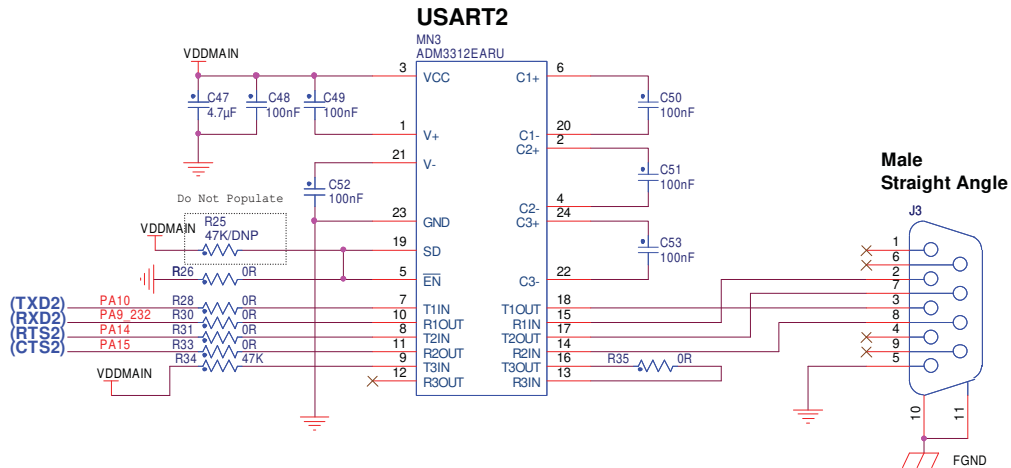 USART2
MN3
ADM3312EARU
VDDMAIN
3 VCC C1+ 6
C47
4.7µF
C48
100nF
C49
100nF
C50
100nF
1 V+ C1- 20
C2+ 2
21 V-
C52
100nF
C51
100nF
Male
Straight Angle
J3
Do Not Populate
C2- 4
23 GND C3+ 24
R25
47K/DNP
VDDMAIN
19 SD
C53
100nF
R26 0R
5 EN C3- 22
(TXD2) PA10 R28 0R 7 T1IN T1OUT 18
(RXD2) PA9_232 R30 0R 10 R1OUT R1IN 15
(RTS2) PA14 R31 0R 8 T2IN T2OUT 17
(CTS2) PA15 R33 0R 11 R2OUT R2IN 14
R34 47K 9 T3IN T3OUT 16 R35 0R
VDDMAIN
12 R3OUT R3IN 13
1
6
2
7
3
8
4
9
5
10
11
FGND